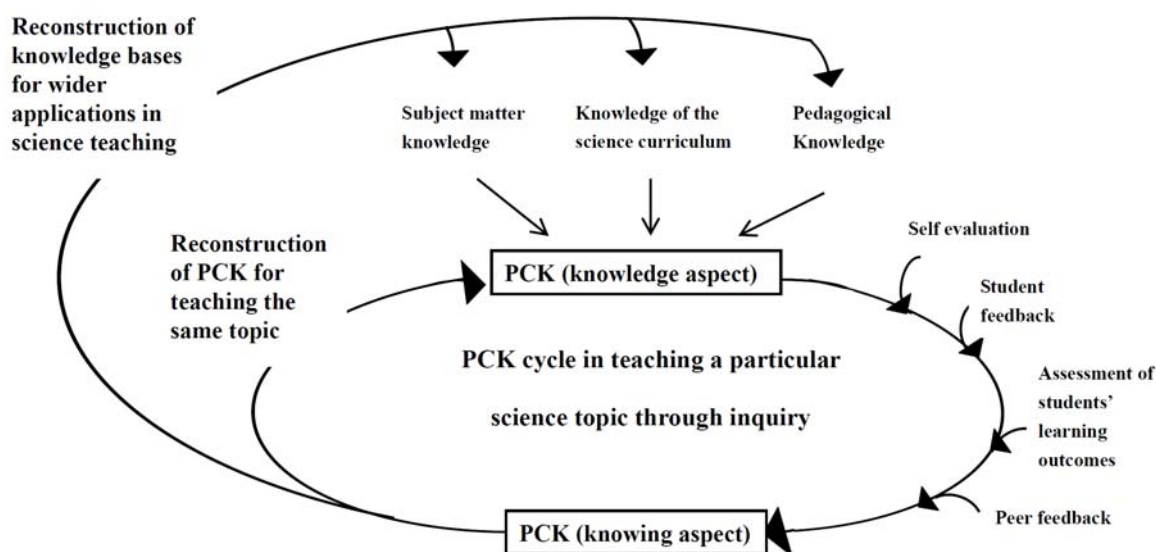 Reconstruction of
knowledge bases
for wider
applications in
science teaching
Subject matter
knowledge
Knowledge of the
science curriculum
Pedagogical
Knowledge
Reconstruction
of PCK for
teaching the
same topic
PCK (knowledge aspect)
Self evaluation
Student
feedback
PCK cycle in teaching a particular
science topic through inquiry
Assessment of
students’
learning
outcomes
Peer feedback
PCK (knowing aspect)